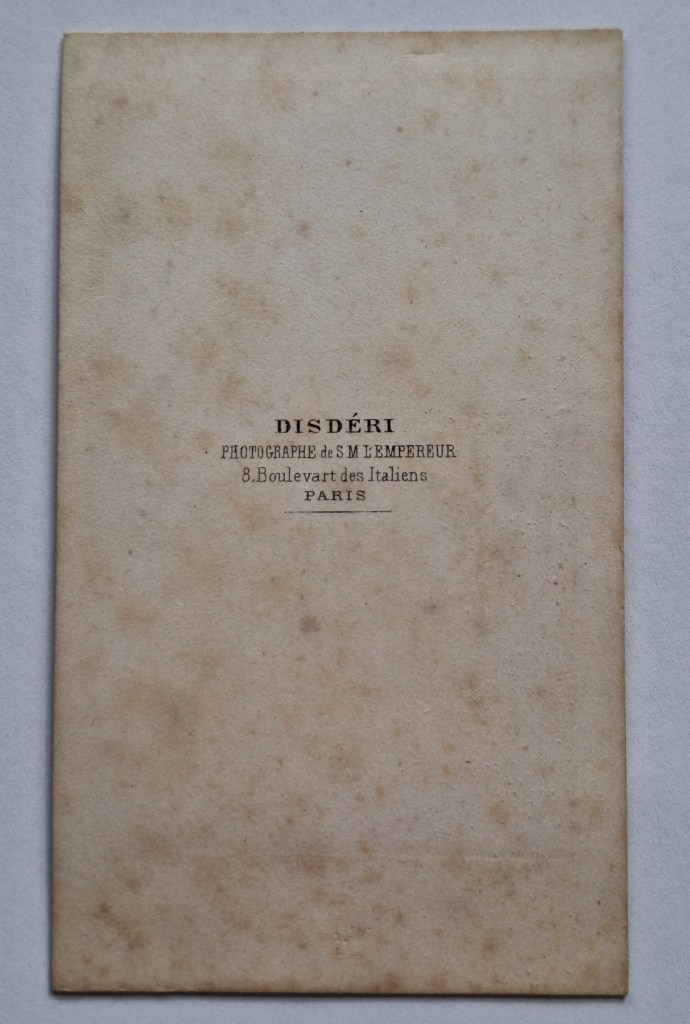 DISDÉRI
PHOTOGRAPHE de S M L'EMPEREUR
8.Boulevart des Italiens
PARIS